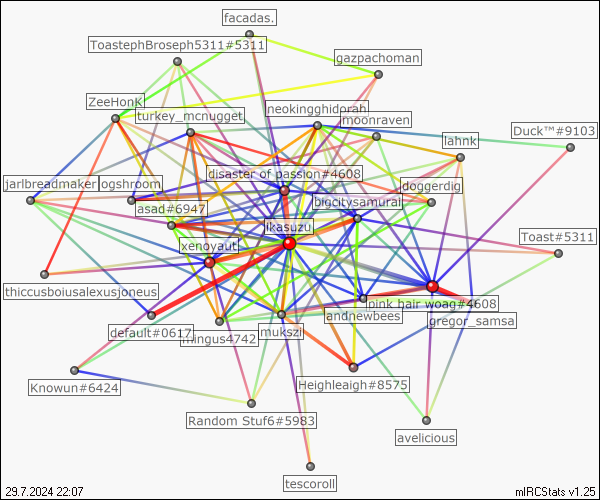 facadas.
ToastephBroseph5311#5311
gazpachoman
ZeeHonK
neokingghidorah
turkey_mcnugget
moonraven
Duck™#9103
lahnk
disaster of passion#4608
jarlbreadmaker
ogshroom
doggerdig
bigcitysamurai
asad#6947
ikasuzu
Toast#5311
xenoyaut
thiccusboiusalexusjoneus
pink hair woag#4608
andnewbees
gregor_samsa
default#0617
mingus4742
mukszi
Knowun#6424
Heighleigh#8575
Random Stuf6#5983
avelicious
tescoroll
29.7.2024 22:07
mIRCStats v1.25